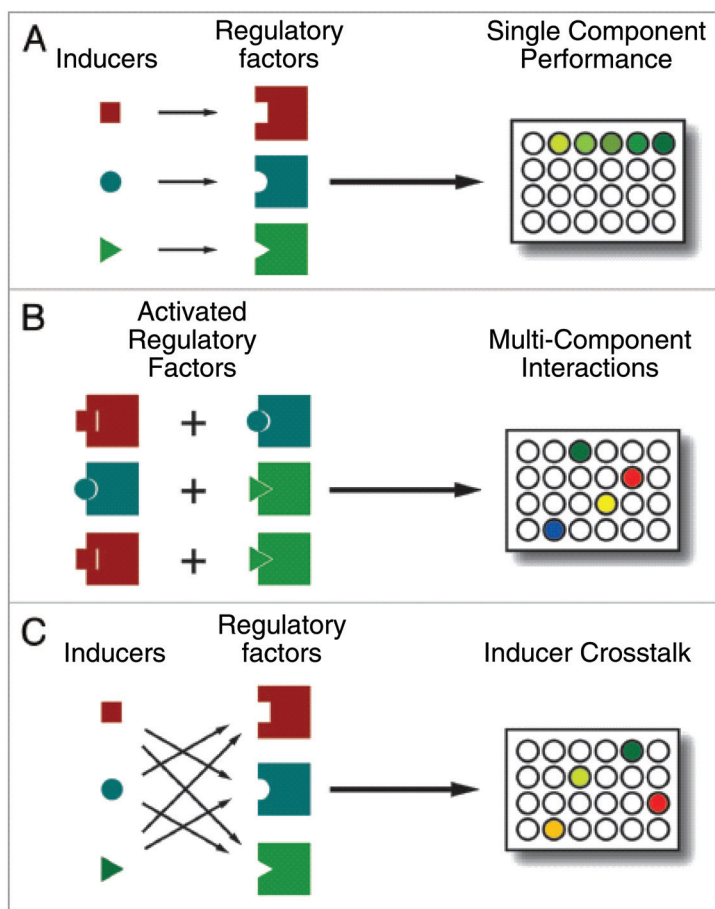 A
Inducers
Regulatory
factors
Single Component
Performance
B
Activated
Regulatory
Factors
Multi-Component
Interactions
+
+
+
C
Inducers
Regulatory
factors
Inducer Crosstalk